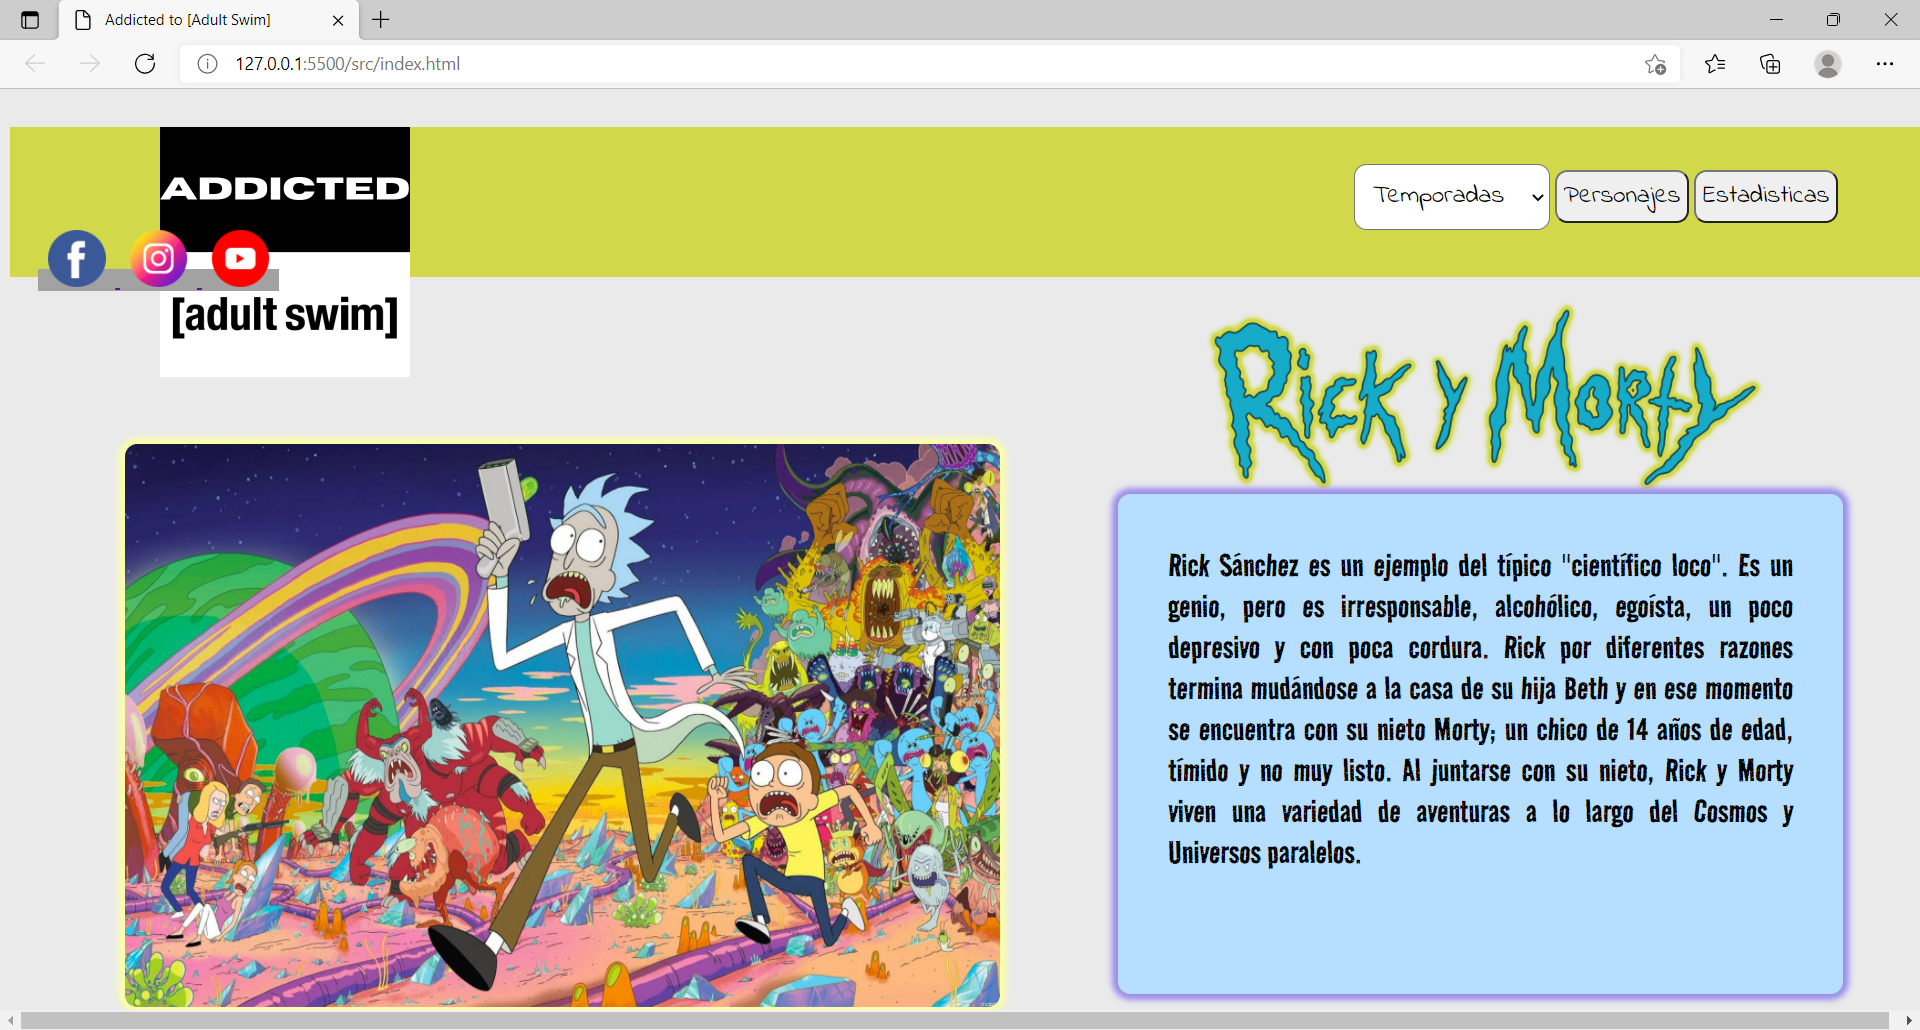 Addicted to [Adult Swim]
127.0.0.1:5500/src/index.html
ADDICTED
[adult swim]
Temporadas
Personajes
Estadisticas
Rick y Morty
Rick Sánchez es un ejemplo del típico "científico loco". Es un
genio, pero es irresponsable, alcohólico, egoísta, un poco
depresivo y con poca cordura. Rick por diferentes razones
termina mudándose a la casa de su hija Beth y en ese momento
se encuentra con su nieto Morty; un chico de 14 años de edad,
tímido y no muy listo. Al juntarse con su nieto, Rick y Morty
viven una variedad de aventuras a lo largo del Cosmos y
Universos paralelos.